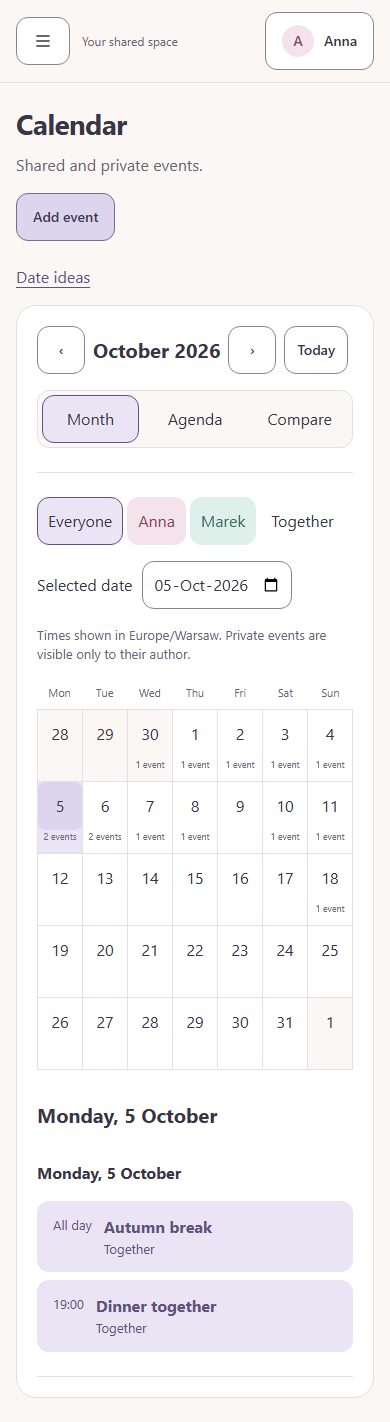 Your shared space
A Anna
Calendar
Shared and private events.
Add event
Date ideas
‹ October 2026 › Today
Month Agenda Compare
Everyone Anna Marek Together
Selected date 05-Oct-2026
Times shown in Europe/Warsaw. Private events are
visible only to their author.
Mon Tue Wed Thu Fri Sat Sun
28 29 30 1 2 3 4
1 event 1 event 1 event 1 event 1 event
5 6 7 8 9 10 11
2 events 2 events 1 event 1 event 1 event 1 event
12 13 14 15 16 17 18
1 event
19 20 21 22 23 24 25
26 27 28 29 30 31 1
Monday, 5 October
Monday, 5 October
All day Autumn break
Together
19:00 Dinner together
Together